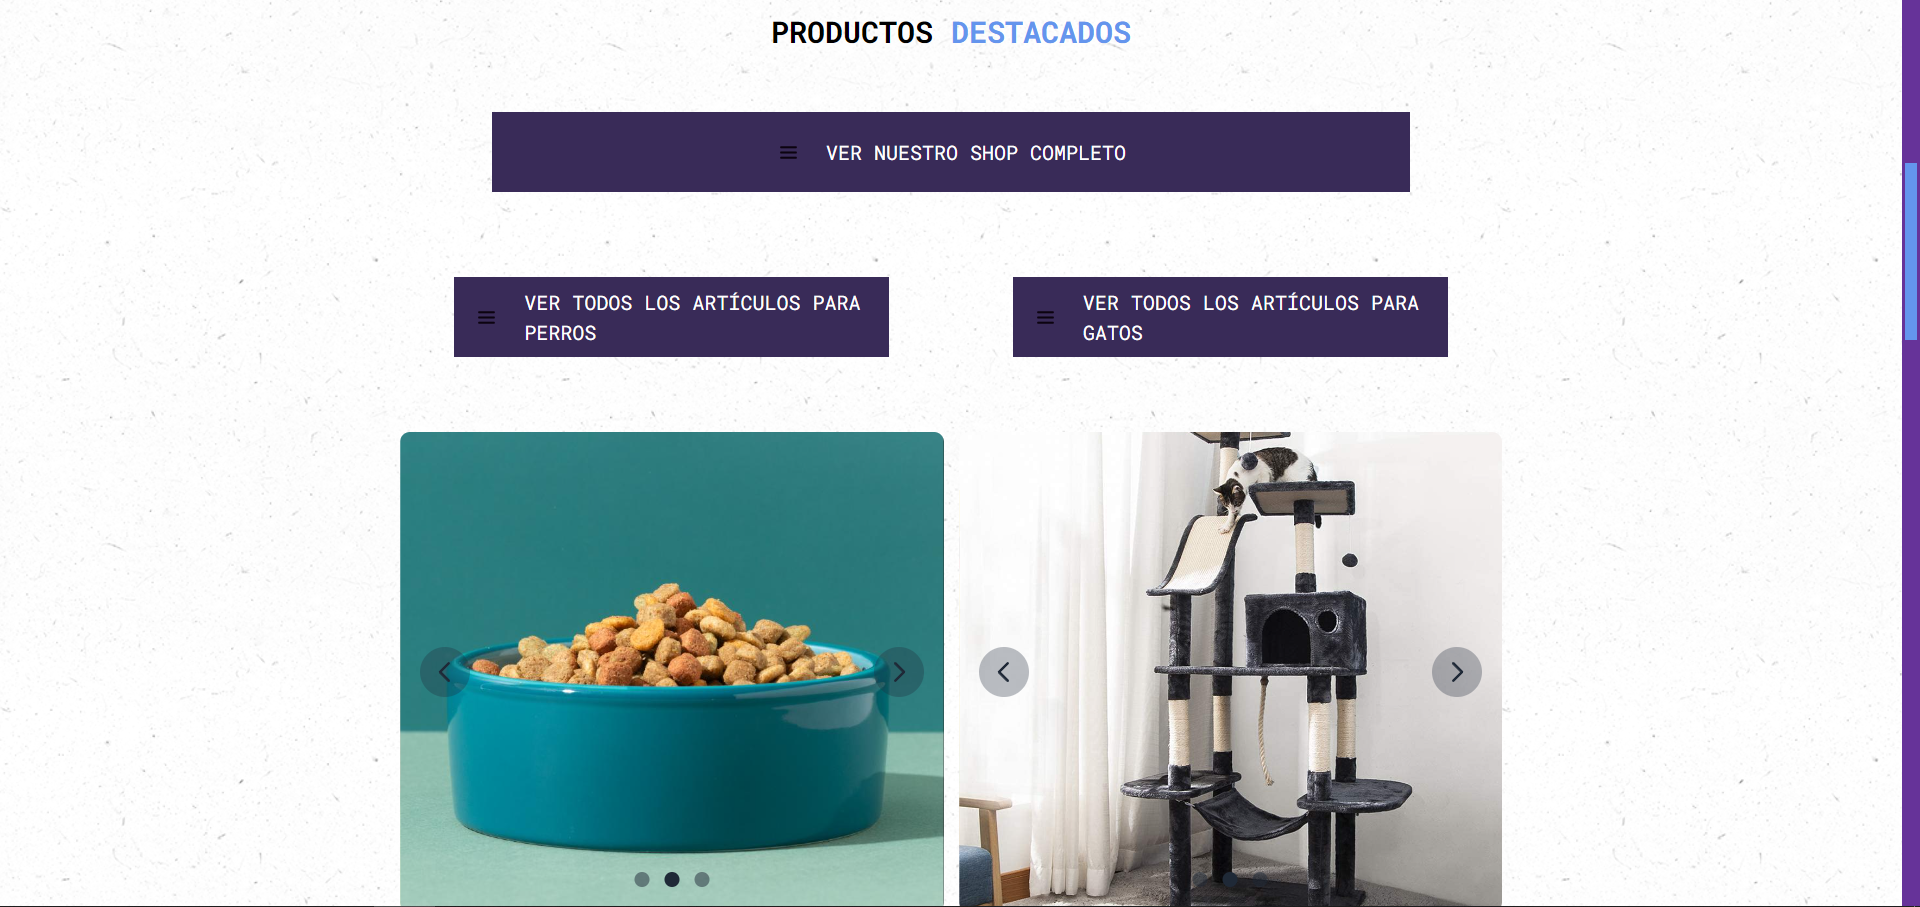 PRODUCTOS DESTACADOS
VER NUESTRO SHOP COMPLETO
VER TODOS LOS ARTÍCULOS PARA
PERROS
VER TODOS LOS ARTÍCULOS PARA
GATOS